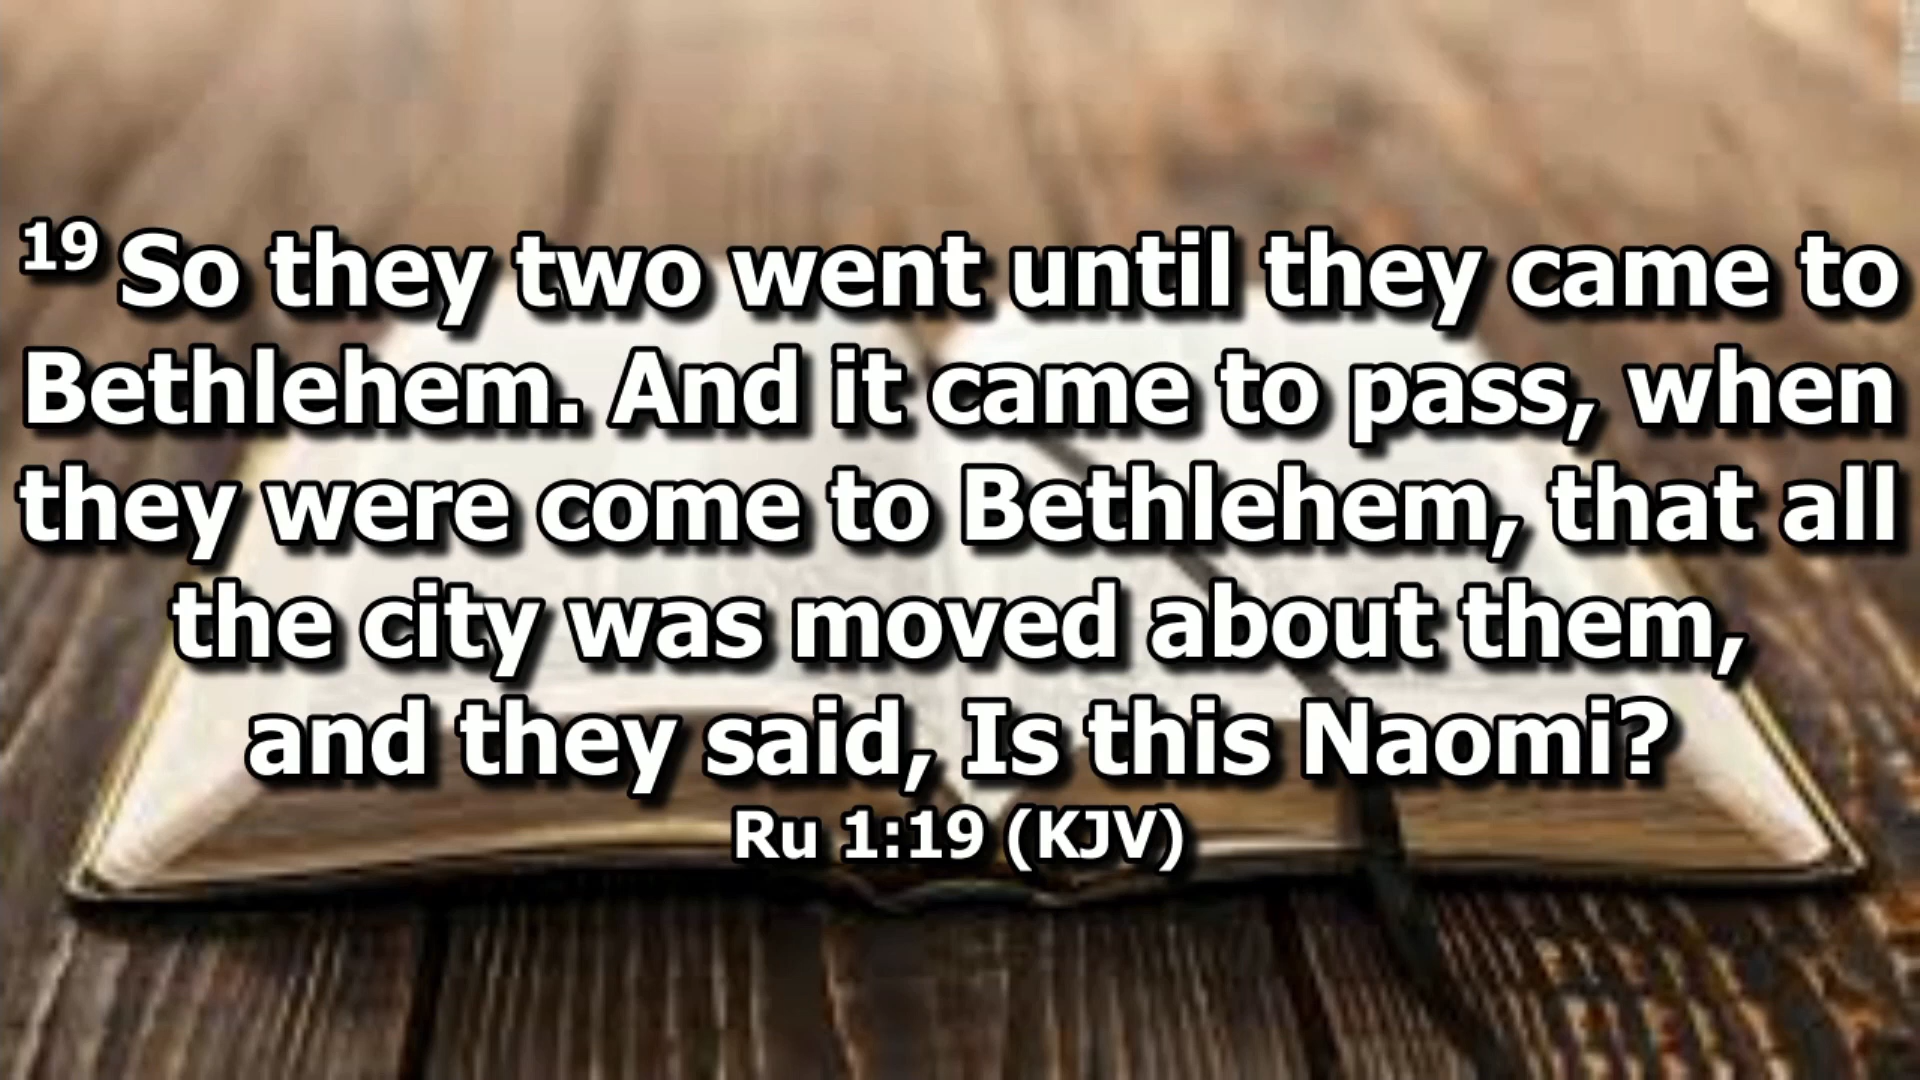 19 So they two went until they came to
Bethlehem. And it came to pass, when
they were come to Bethlehem, that all
the city was moved about them,
and they said, Is this Naomi?
Ru 1:19 (KJV)